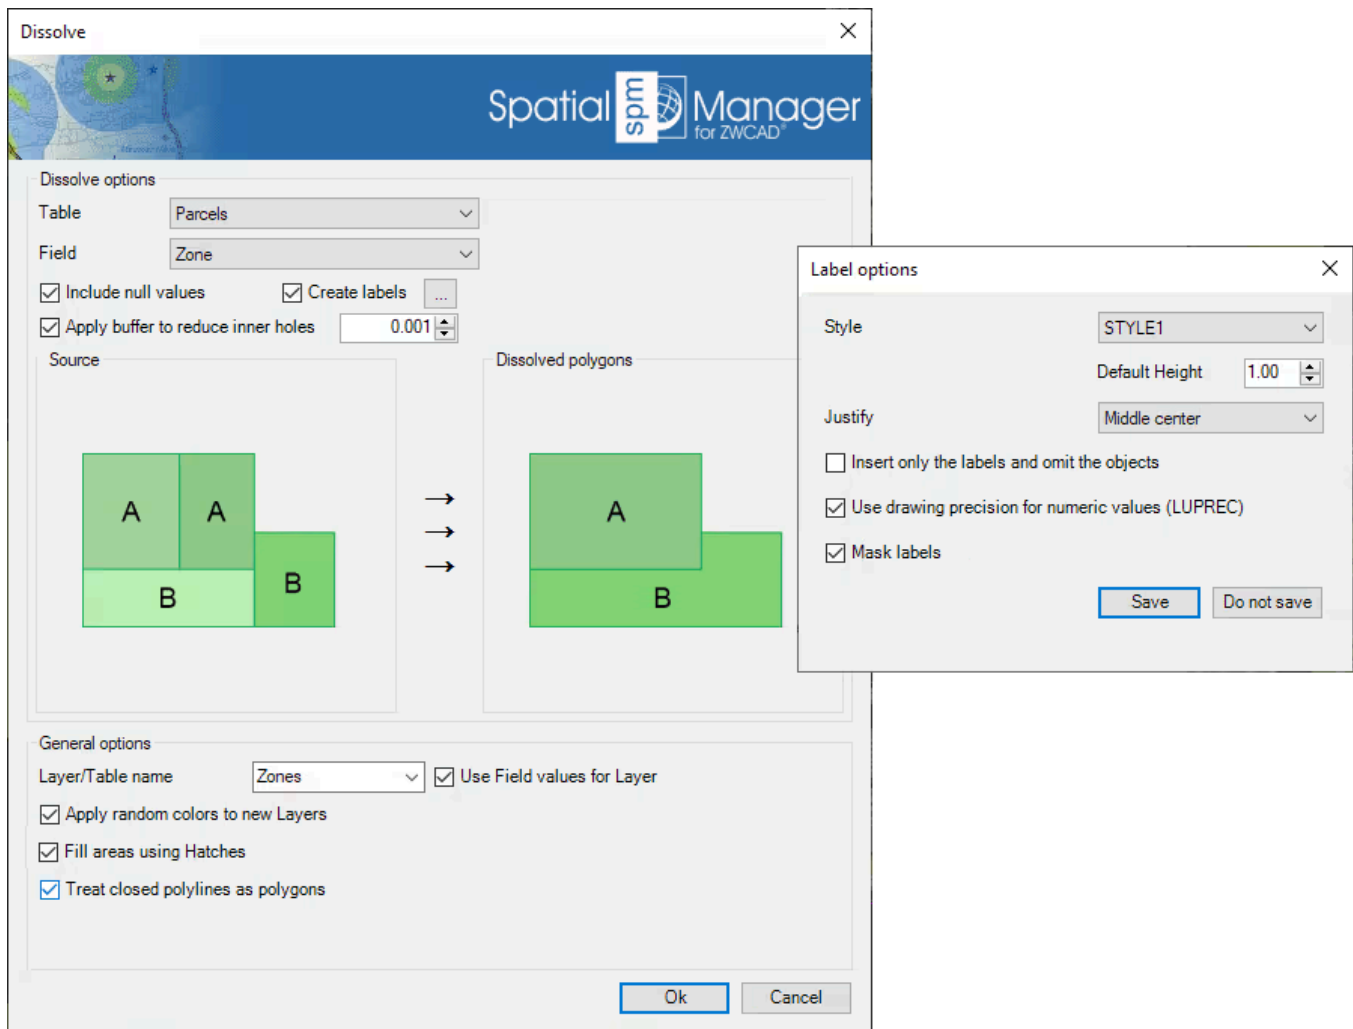 Dissolve
Spatial spm Manager
for ZWCAD®
Dissolve options
Table Parcels
Field Zone
Include null values Create labels ...
Apply buffer to reduce inner holes 0.001
Source
A A
B B
Dissolved polygons
A
B
General options
Layer/Table name Zones Use Field values for Layer
Apply random colors to new Layers
Fill areas using Hatches
Treat closed polylines as polygons
Ok Cancel
Label options
Style STYLE1
Default Height 1.00
Justify Middle center
Insert only the labels and omit the objects
Use drawing precision for numeric values (LUPREC)
Mask labels
Save Do not save